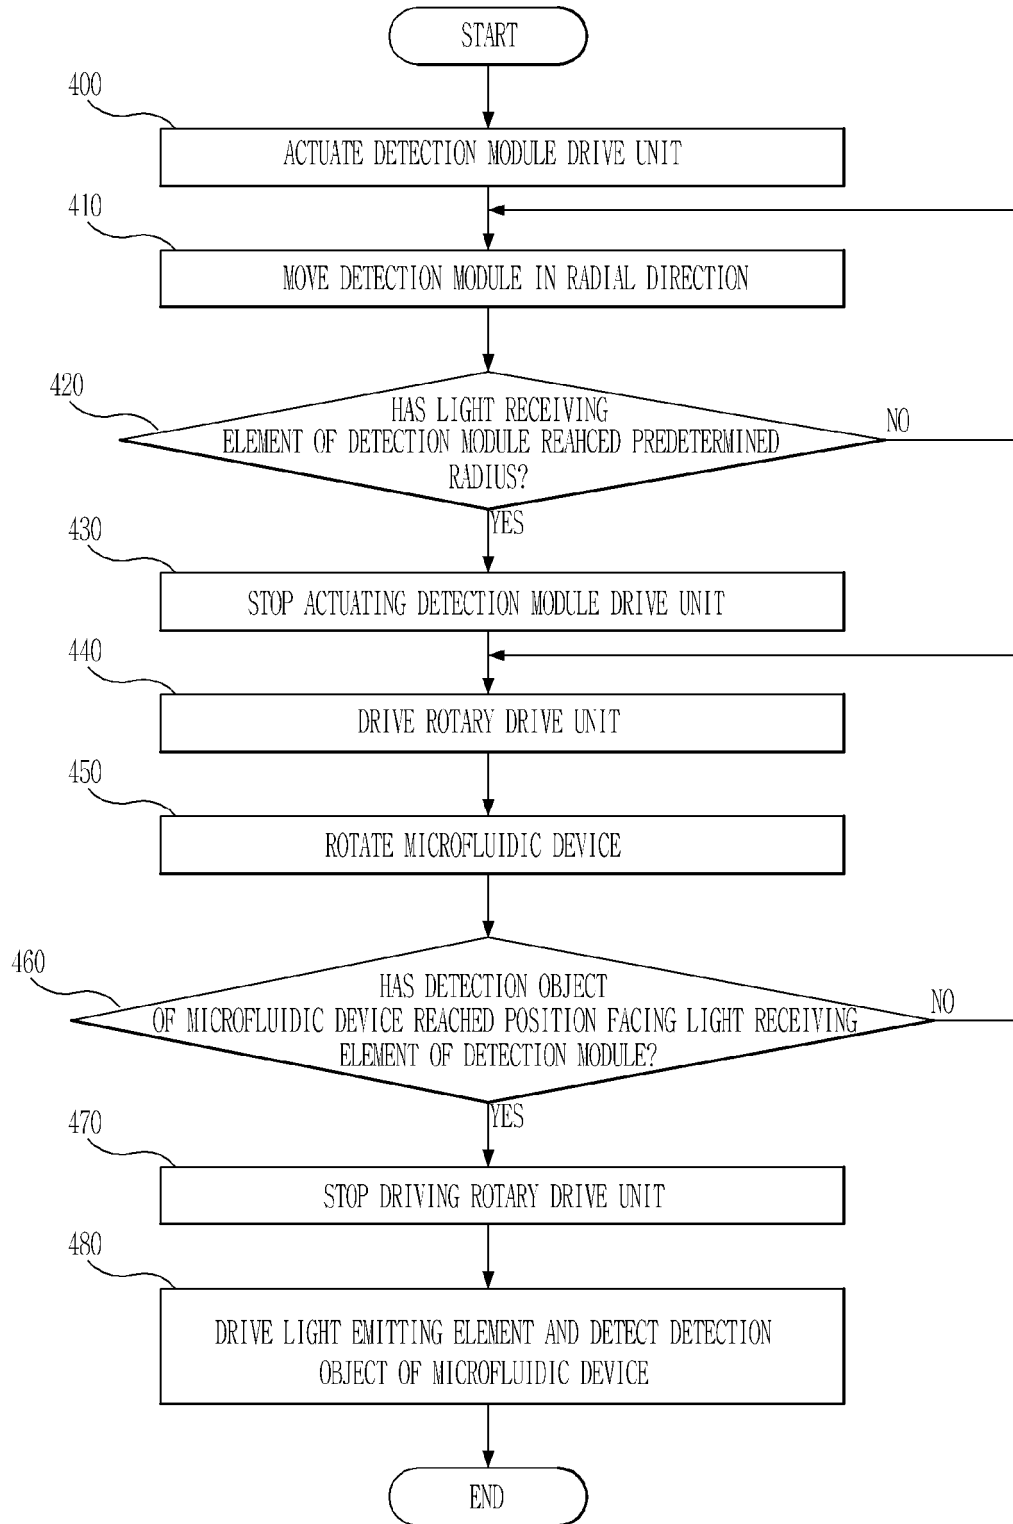 START
400
ACTUATE DETECTION MODULE DRIVE UNIT
410
MOVE DETECTION MODULE IN RADIAL DIRECTION
420
HAS LIGHT RECEIVING
ELEMENT OF DETECTION MODULE REAHCED PREDETERMINED
RADIUS?
NO
YES
430
STOP ACTUATING DETECTION MODULE DRIVE UNIT
440
DRIVE ROTARY DRIVE UNIT
450
ROTATE MICROFLUIDIC DEVICE
460
HAS DETECTION OBJECT
OF MICROFLUIDIC DEVICE REACHED POSITION FACING LIGHT RECEIVING
ELEMENT OF DETECTION MODULE?
NO
YES
470
STOP DRIVING ROTARY DRIVE UNIT
480
DRIVE LIGHT EMITTING ELEMENT AND DETECT DETECTION
OBJECT OF MICROFLUIDIC DEVICE
END